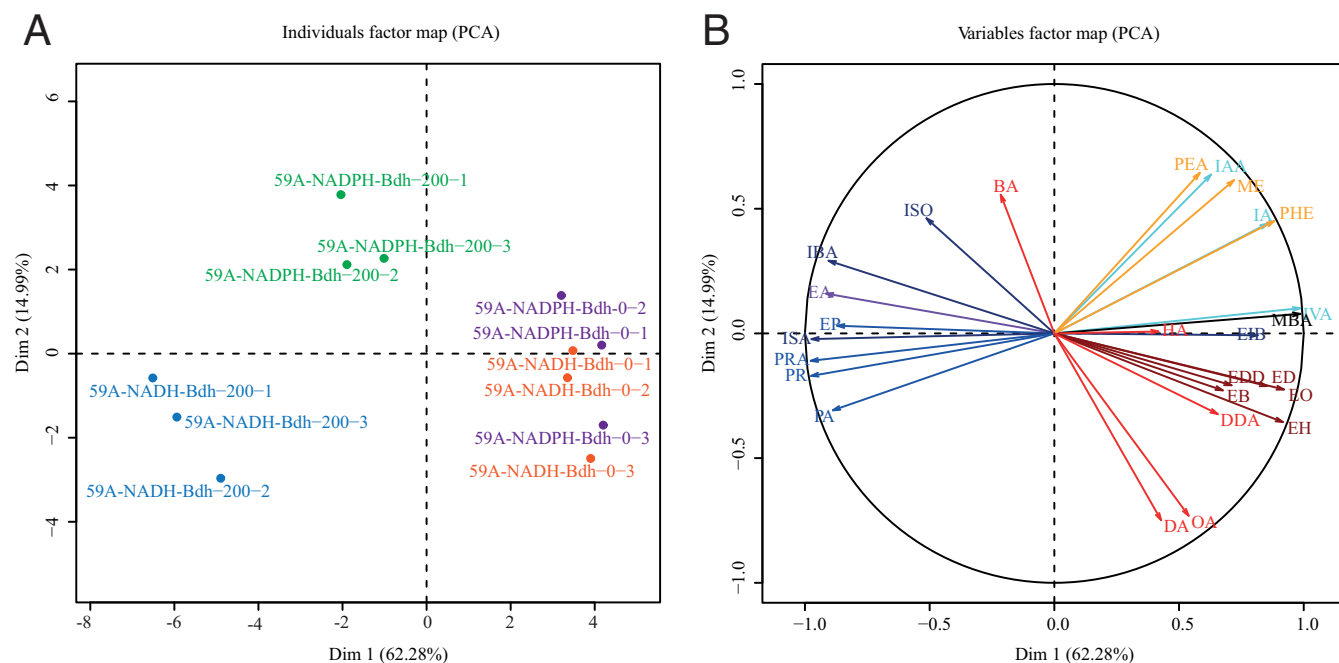 A
Individuals factor map (PCA)
6
4
2
0
−2
−4
Dim 2 (14.99%)
59A-NADPH-Bdh−200−1
59A-NADPH-Bdh−200−3
59A-NADPH-Bdh−200−2
59A-NADPH-Bdh-0−2
59A-NADPH-Bdh−0−1
59A-NADH-Bdh−0−1
59A-NADH-Bdh−0−2
59A-NADH-Bdh−200−1
59A-NADH-Bdh−200−3
59A-NADPH-Bdh−0−3
59A-NADH-Bdh−0−3
59A-NADH-Bdh−200−2
-8 -6 -4 -2 0 2 4
Dim 1 (62.28%)
B
Variables factor map (PCA)
1.0
0.5
0.0
−0.5
−1.0
Dim 2 (14.99%)
PEA IAA
BA ME
ISO IA PHE
IBA
EA
IVA
EP HA MBA
ISA EIB
PRA
PR EDD ED
EB EO
PA DDA
EH
DA OA
−1.0 −0.5 0.0 0.5 1.0
Dim 1 (62.28%)